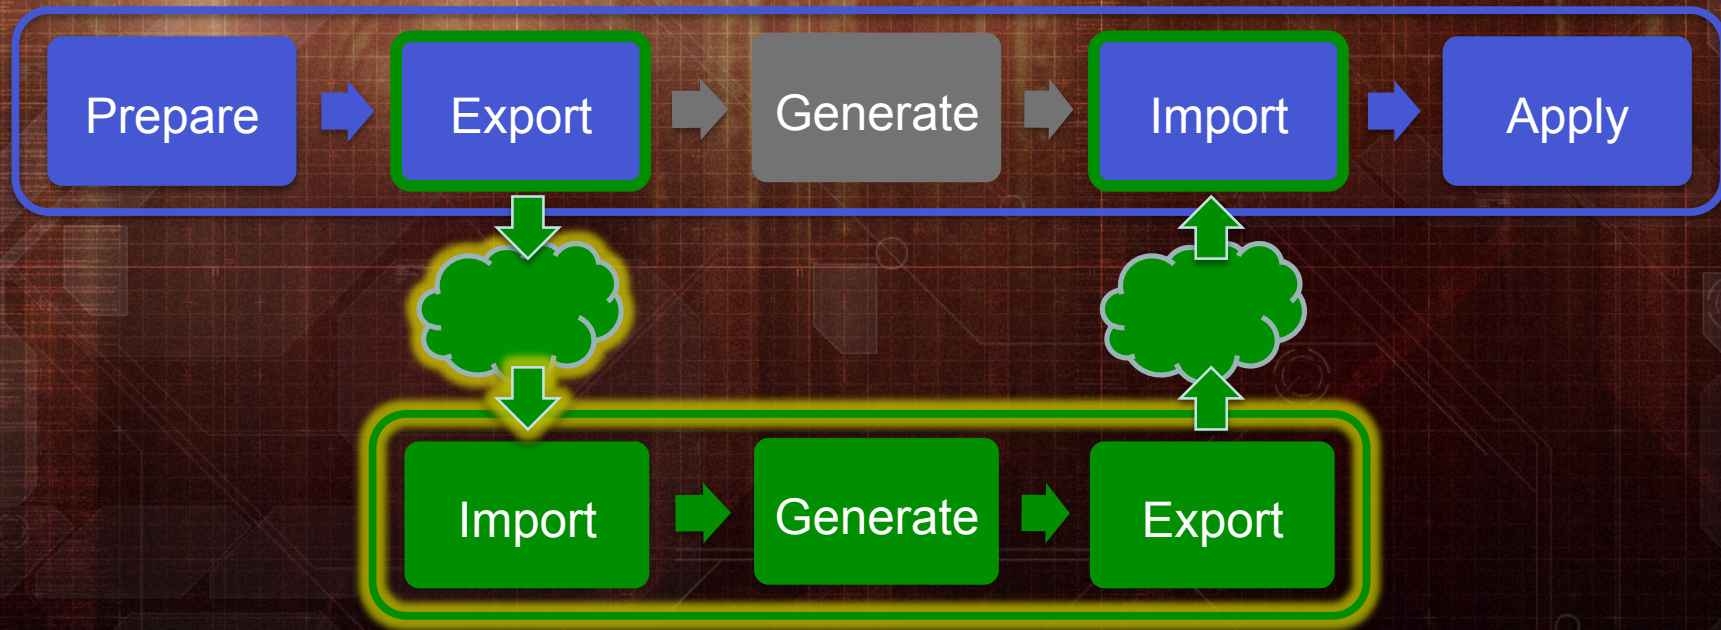 Prepare
Export
Generate
Import
Apply
Import
Generate
Export